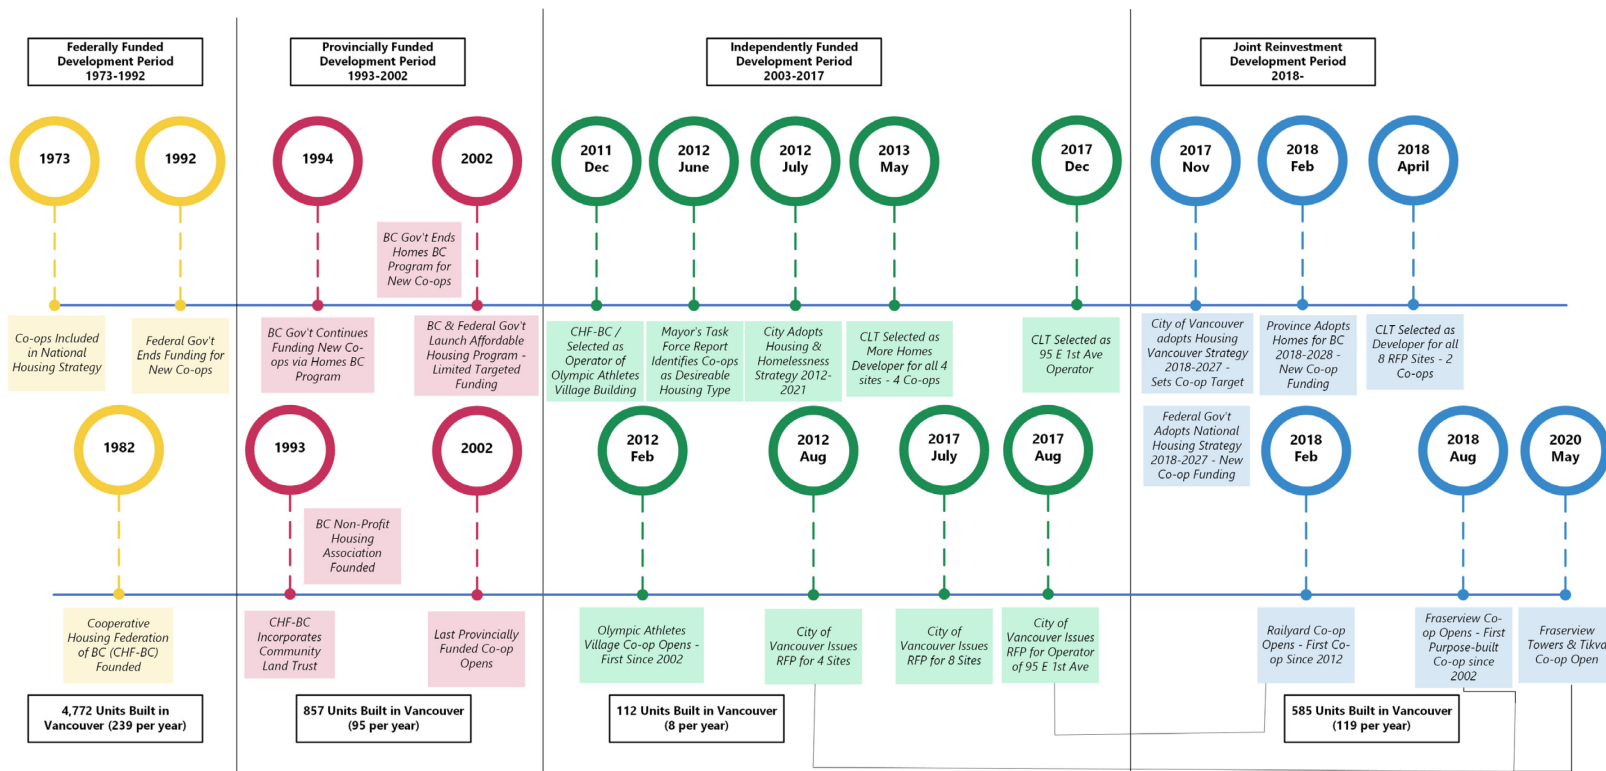 Federally Funded
Development Period
1973-1992
Provincially Funded
Development Period
1993-2002
Independently Funded
Development Period
2003-2017
Joint Reinvestment
Development Period
2018-
1973
1992
1994
2002
2011
Dec
2012
June
2012
July
2013
May
2017
Dec
2017
Nov
2018
Feb
2018
April
BC Gov't Ends
Homes BC
Program for
New Co-ops
Co-ops Included
in National
Housing Strategy
Federal Gov't
Ends Funding for
New Co-ops
BC Gov't Continues
Funding New Co-
ops via Homes BC
Program
BC & Federal Gov't
Launch Affordable
Housing Program -
Limited Targeted
Funding
CHF-BC /
Selected as
Operator of
Olympic Athletes
Village Building
Mayor's Task
Force Report
Identifies Co-ops
as Desireable
Housing Type
City Adopts
Housing &
Homelessness
Strategy 2012-
2021
CLT Selected as
More Homes
Developer for all 4
sites - 4 Co-ops
CLT Selected as
95 E 1st Ave
Operator
City of Vancouver
adopts Housing
Vancouver Strategy
2018-2027 -
Sets Co-op Target
Province Adopts
Homes for BC
2018-2028 -
New Co-op
Funding
CLT Selected as
Developer for all
8 RFP Sites - 2
Co-ops
Federal Gov't
Adopts National
Housing Strategy
2018-2027 - New
Co-op Funding
1982
1993
2002
2012
Feb
2012
Aug
2017
July
2017
Aug
2018
Feb
2018
Aug
2020
May
BC Non-Profit
Housing
Association
Founded
Cooperative
Housing Federation
of BC (CHF-BC)
Founded
CHF-BC
Incorporates
Community
Land Trust
Last Provincially
Funded Co-op
Opens
Olympic Athletes
Village Co-op Opens -
First Since 2002
City of
Vancouver Issues
RFP for 4 Sites
City of
Vancouver Issues
RFP for 8 Sites
City of
Vancouver Issues
RFP for Operator
of 95 E 1st Ave
Railyard Co-op
Opens - First Co-
op Since 2012
Fraserview Co-
op Opens - First
Purpose-built
Co-op since
2002
Fraserview
Towers & Tikva
Co-op Open
4,772 Units Built in
Vancouver (239 per year)
857 Units Built in Vancouver
(95 per year)
112 Units Built in Vancouver
(8 per year)
585 Units Built in Vancouver
(119 per year)